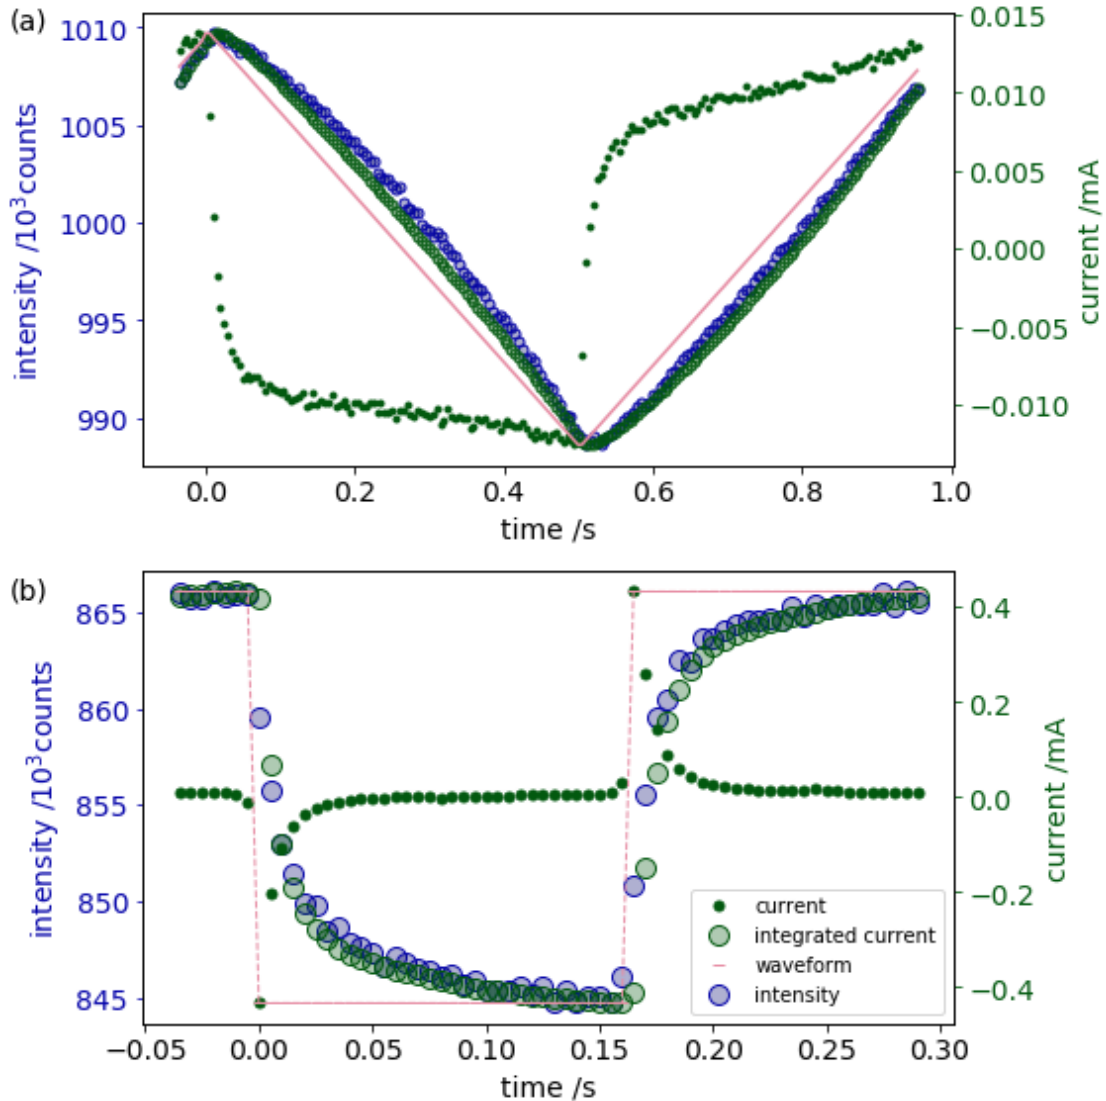 (a)
intensity /10³counts
1010
1005
1000
995
990
0.015
0.010
0.005
0.000
−0.005
−0.010
current /mA
0.0
0.2
0.4
0.6
0.8
1.0
time /s
(b)
intensity /10³counts
865
860
855
850
845
0.4
0.2
0.0
−0.2
−0.4
current /mA
current
integrated current
waveform
intensity
−0.05
0.00
0.05
0.10
0.15
0.20
0.25
0.30
time /s